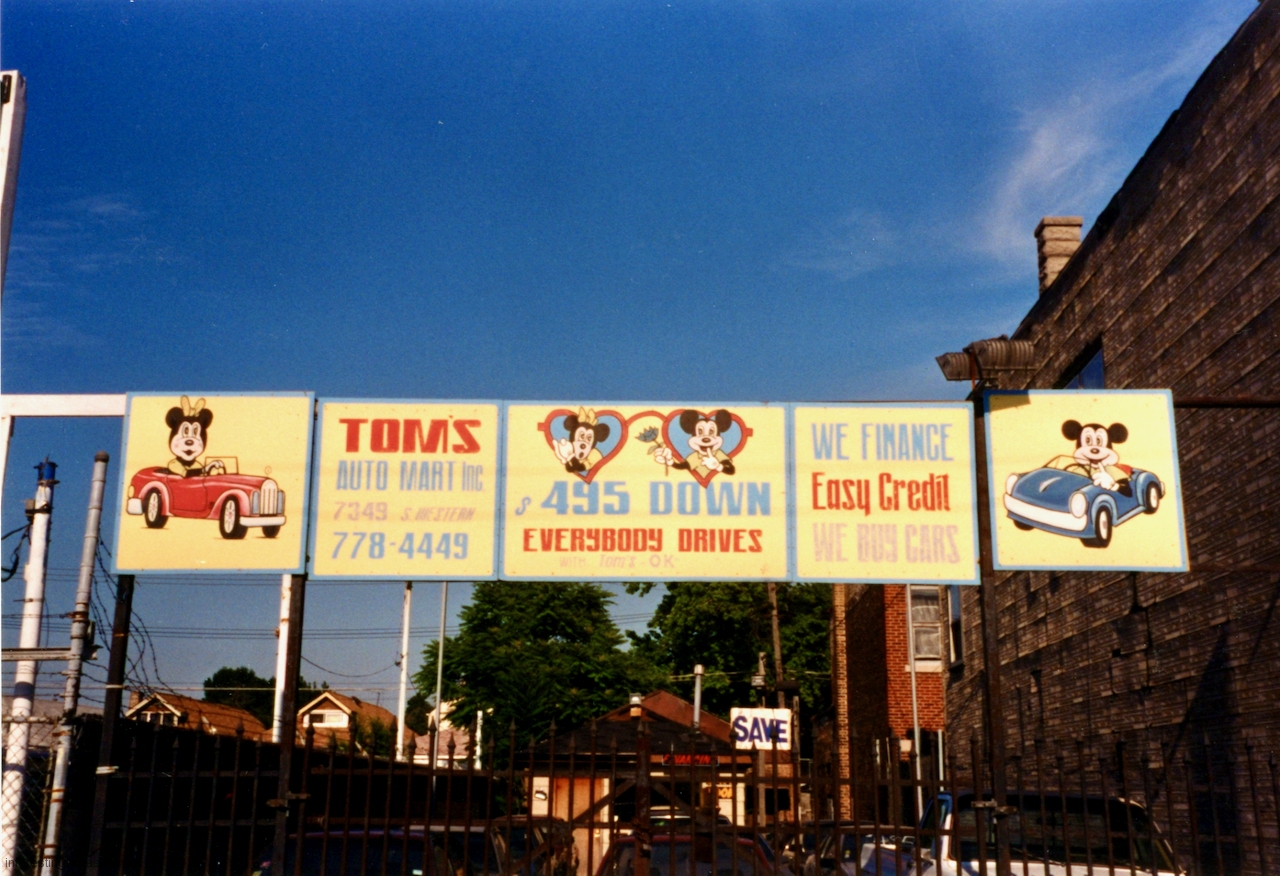 TOM'S
AUTO MART Inc.
7349 S. WESTERN
778-4449
$ 495 DOWN
EVERYBODY DRIVES
WITH Tom's - OK
WE FINANCE
Easy Credit
WE BUY CARS
SAVE